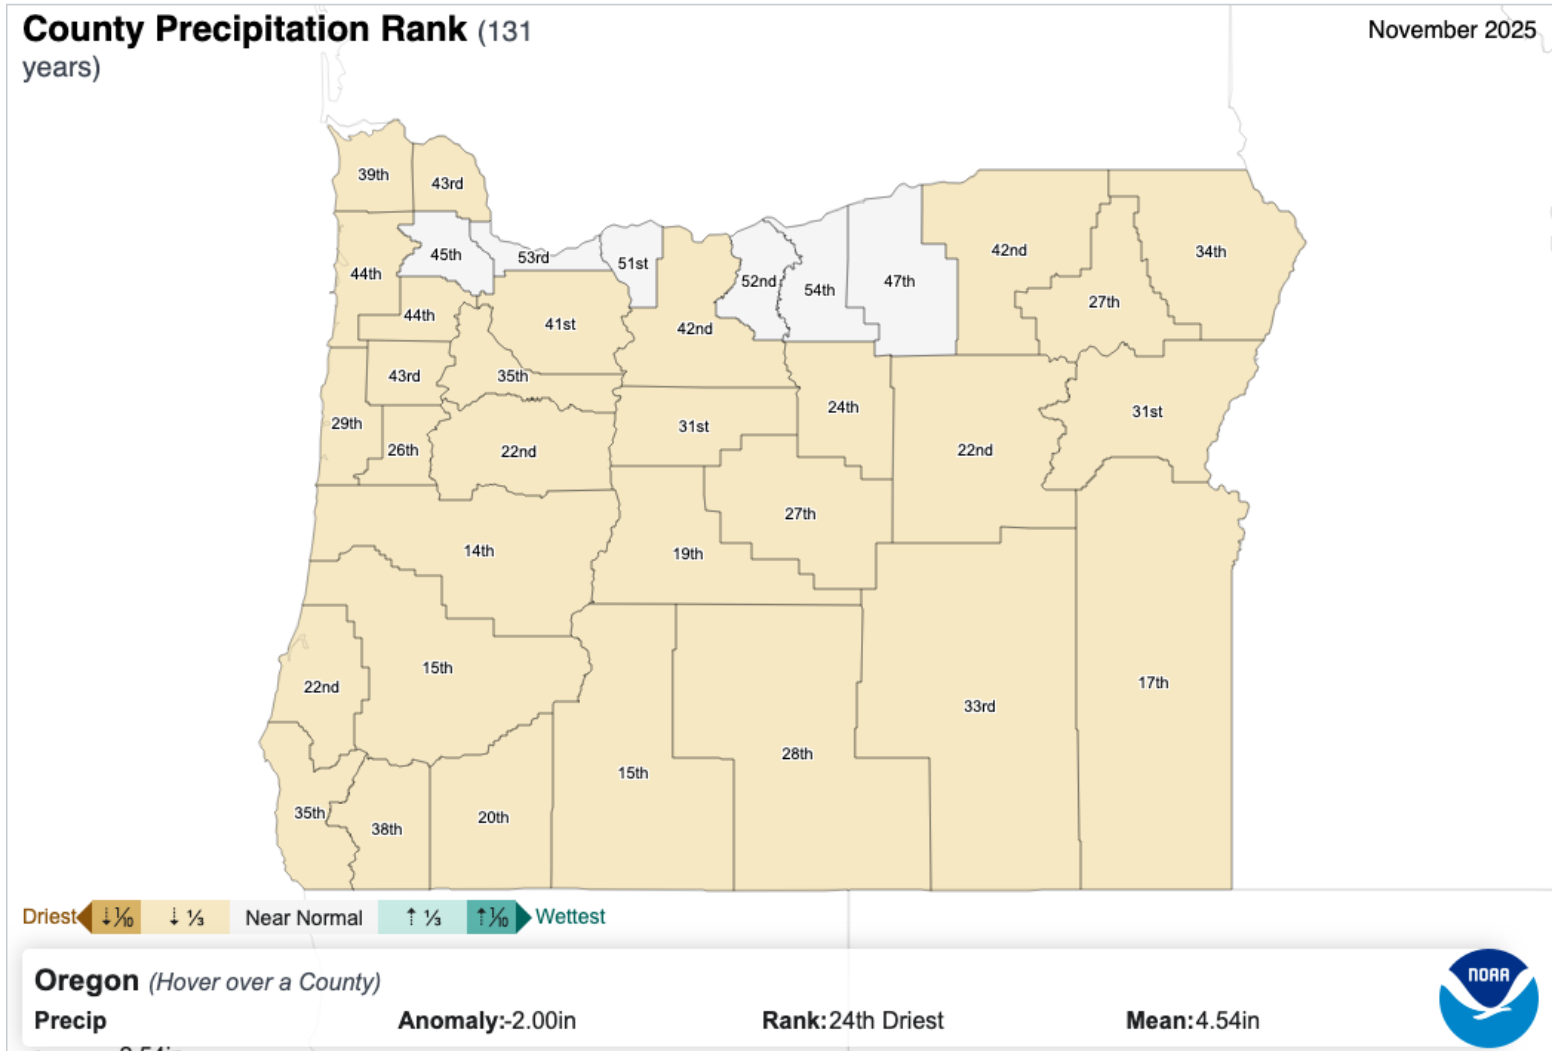 County Precipitation Rank (131
years)
November 2025
39th
43rd
45th
53rd
51st
44th
52nd
54th
47th
42nd
34th
27th
44th
41st
42nd
43rd
35th
24th
31st
29th
31st
26th
22nd
22nd
27th
14th
19th
15th
22nd
17th
33rd
28th
15th
35th
38th
20th
Driest ⇣ 1/10 ⇣ 1/3 Near Normal ⇡ 1/3 ⇡ 1/10 Wettest
Oregon (Hover over a County)
NOAA
Precip Anomaly:-2.00in Rank:24th Driest Mean:4.54in